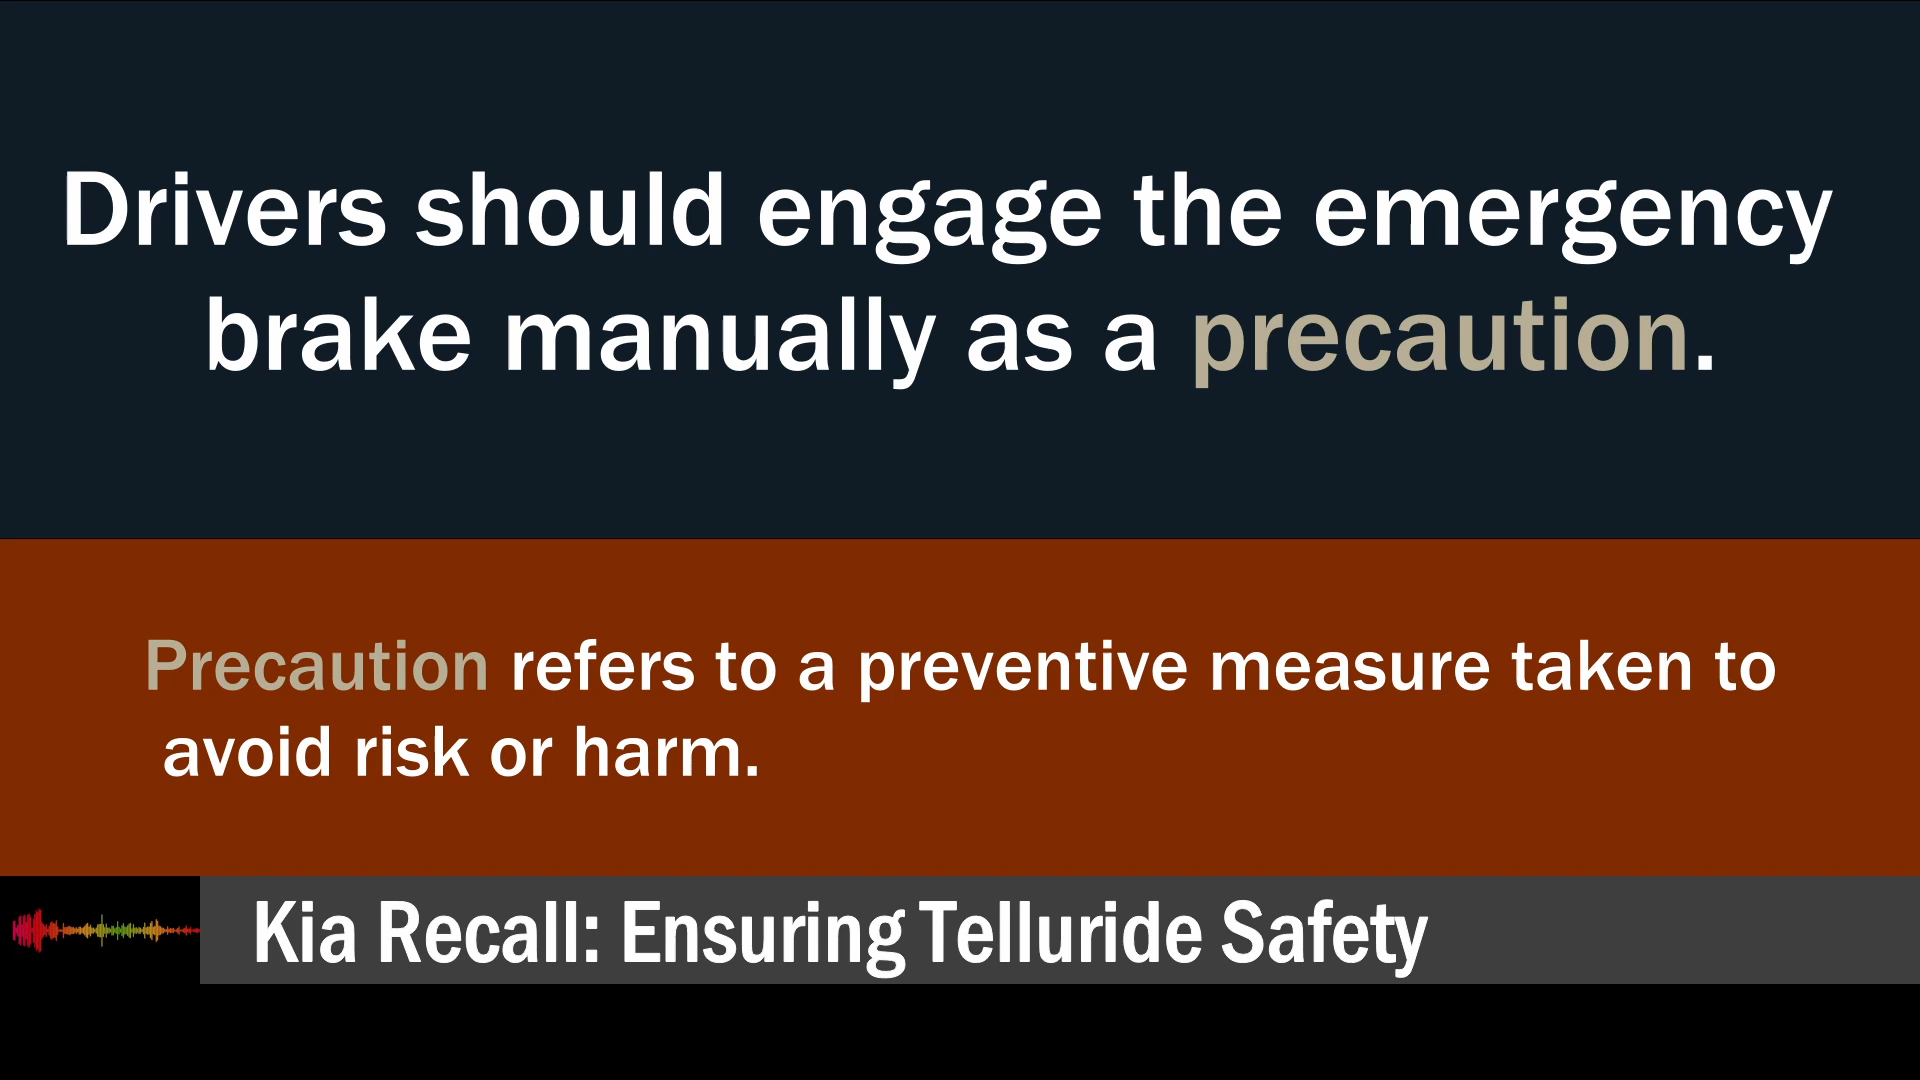 Drivers should engage the emergency
brake manually as a precaution.
Precaution refers to a preventive measure taken to
avoid risk or harm.
Kia Recall: Ensuring Telluride Safety